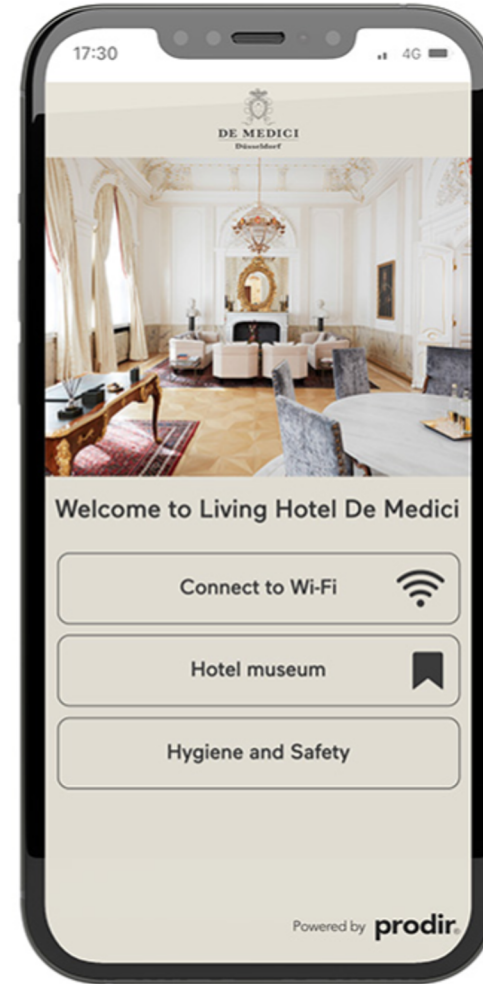 17:30
4G
DE MEDICI
Düsseldorf
Welcome to Living Hotel De Medici
Connect to Wi-Fi
Hotel museum
Hygiene and Safety
Powered by prodir®